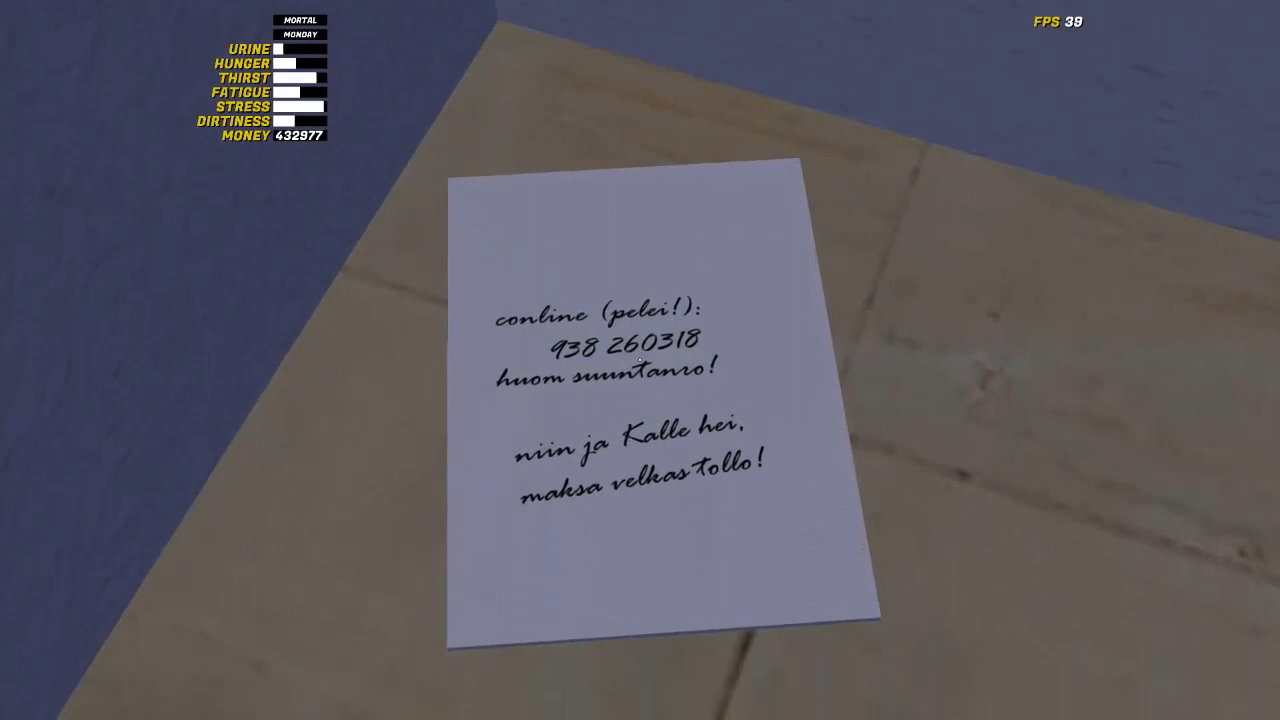 MORTAL
MONDAY
URINE
HUNGER
THIRST
FATIGUE
STRESS
DIRTINESS
MONEY 432977
FPS 39
conline (pelei!):
938 260318
huom suuntanro!
niin ja Kalle hei,
maksa velkas tollo!